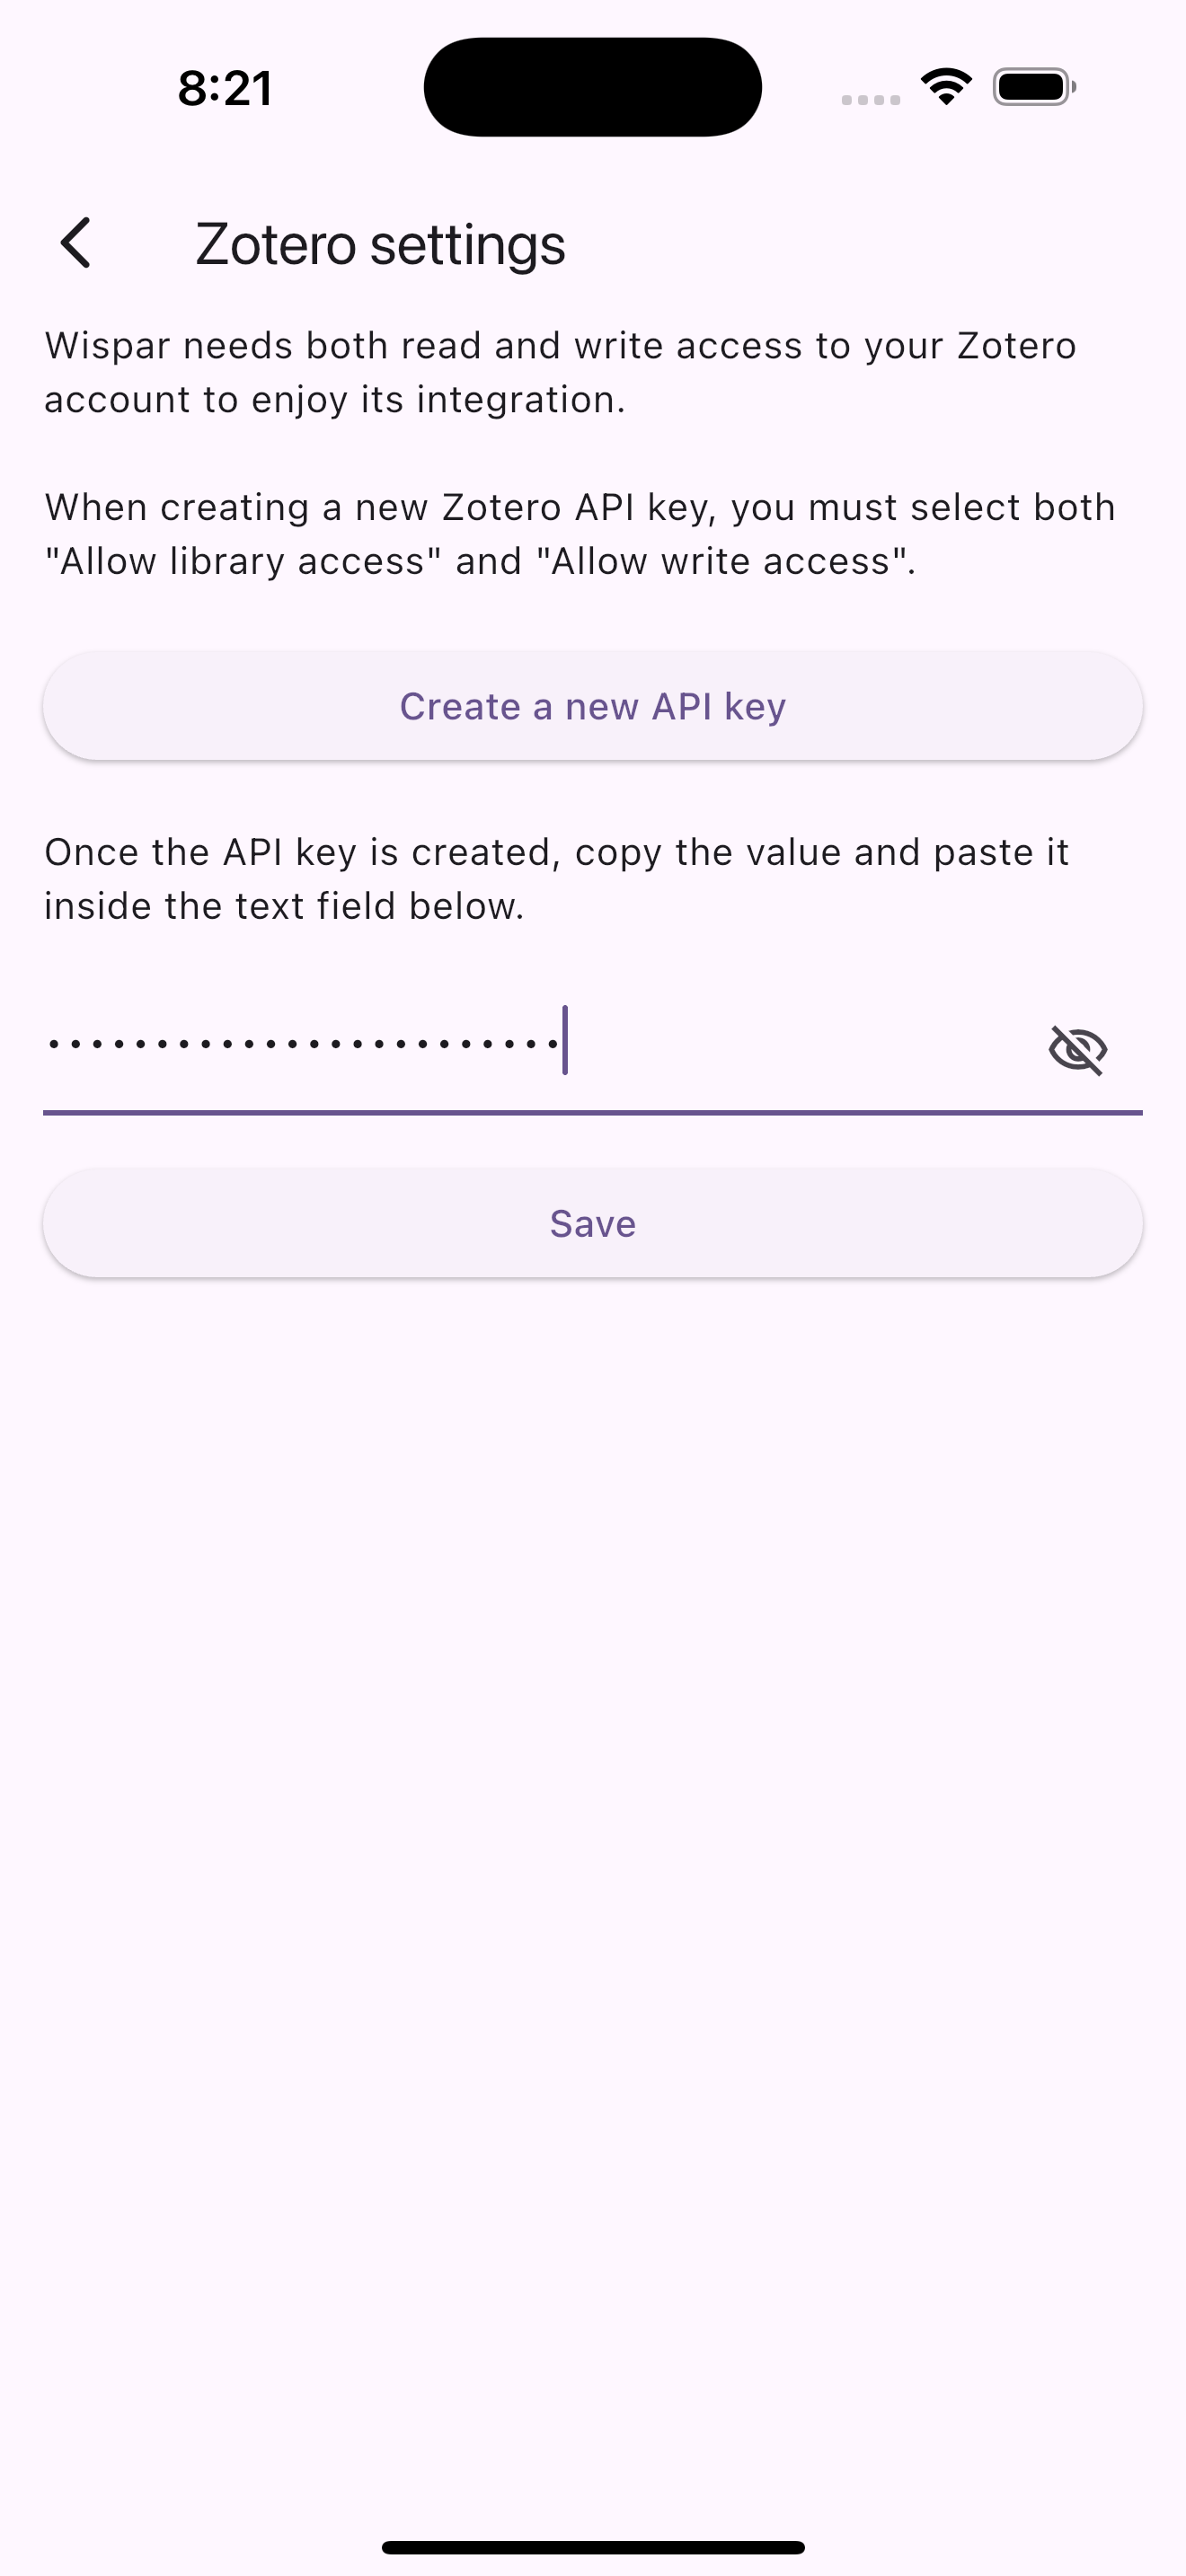 8:21
Zotero settings
Wispar needs both read and write access to your Zotero
account to enjoy its integration.
When creating a new Zotero API key, you must select both
"Allow library access" and "Allow write access".
Create a new API key
Once the API key is created, copy the value and paste it
inside the text field below.
••••••••••••••••••••••••
Save